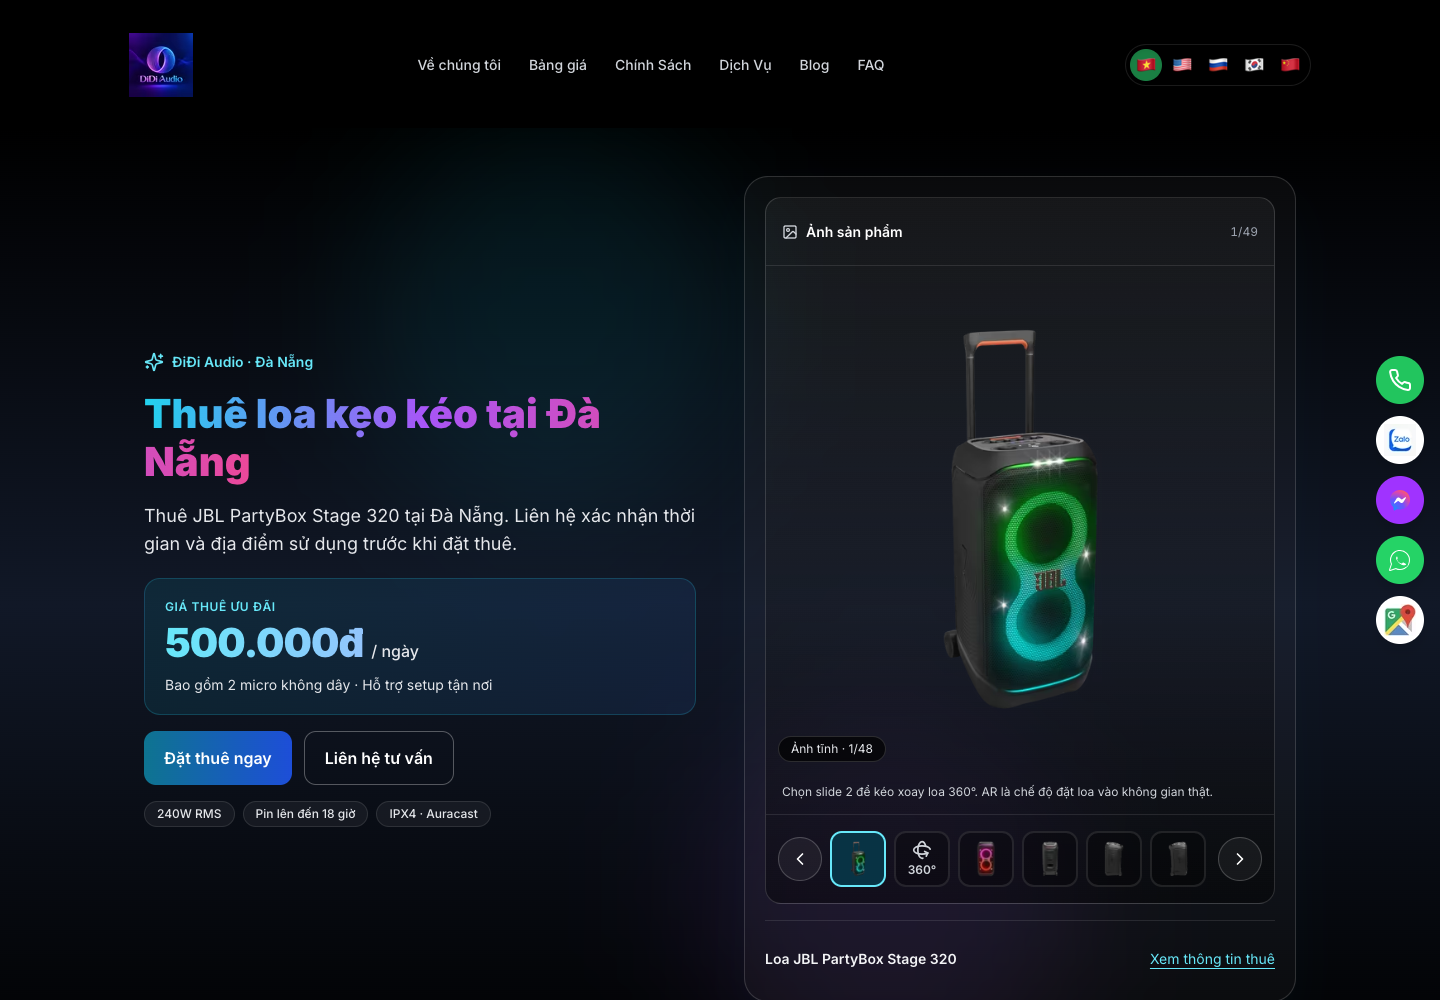 DiDi Audio
Về chúng tôi
Bảng giá
Chính Sách
Dịch Vụ
Blog
FAQ
ĐiĐi Audio · Đà Nẵng
Thuê loa kẹo kéo tại Đà
Nẵng
Thuê JBL PartyBox Stage 320 tại Đà Nẵng. Liên hệ xác nhận thời
gian và địa điểm sử dụng trước khi đặt thuê.
GIÁ THUÊ ƯU ĐÃI
500.000đ / ngày
Bao gồm 2 micro không dây · Hỗ trợ setup tận nơi
Đặt thuê ngay
Liên hệ tư vấn
240W RMS
Pin lên đến 18 giờ
IPX4 · Auracast
Ảnh sản phẩm
1/49
JBL
Ảnh tĩnh · 1/48
Chọn slide 2 để kéo xoay loa 360°. AR là chế độ đặt loa vào không gian thật.
360°
Loa JBL PartyBox Stage 320
Xem thông tin thuê
Zalo
G